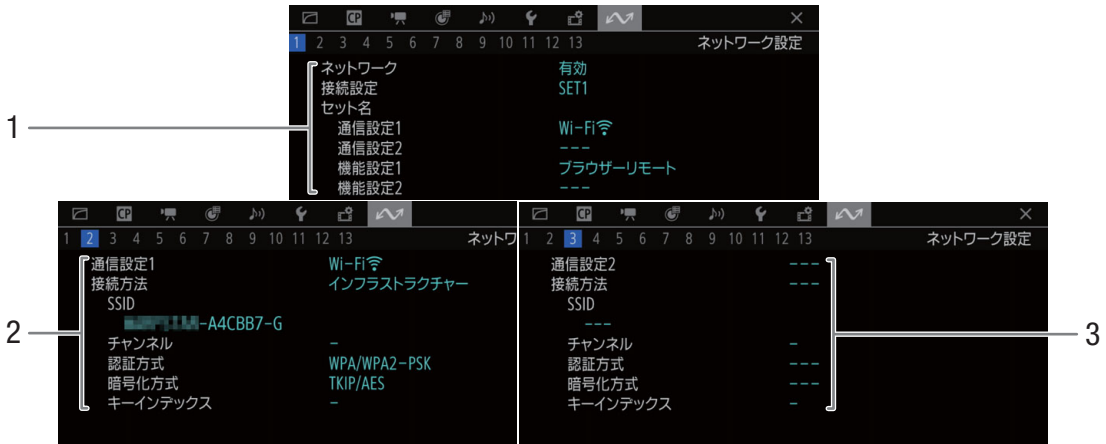 CP
1 2 3 4 5 6 7 8 9 10 11 12 13 ネットワーク設定
ネットワーク 有効
接続設定 SET1
セット名
通信設定1 Wi-Fi
通信設定2 ---
機能設定1 ブラウザーリモート
機能設定2 ---
1
CP
1 2 3 4 5 6 7 8 9 10 11 12 13 ネットワ
通信設定1 Wi-Fi
接続方法 インフラストラクチャー
SSID
-A4CBB7-G
チャンネル -
認証方式 WPA/WPA2-PSK
暗号化方式 TKIP/AES
キーインデックス -
2
CP
1 2 3 4 5 6 7 8 9 10 11 12 13 ネットワーク設定
通信設定2 ---
接続方法 ---
SSID
---
チャンネル -
認証方式 ---
暗号化方式 ---
キーインデックス -
3